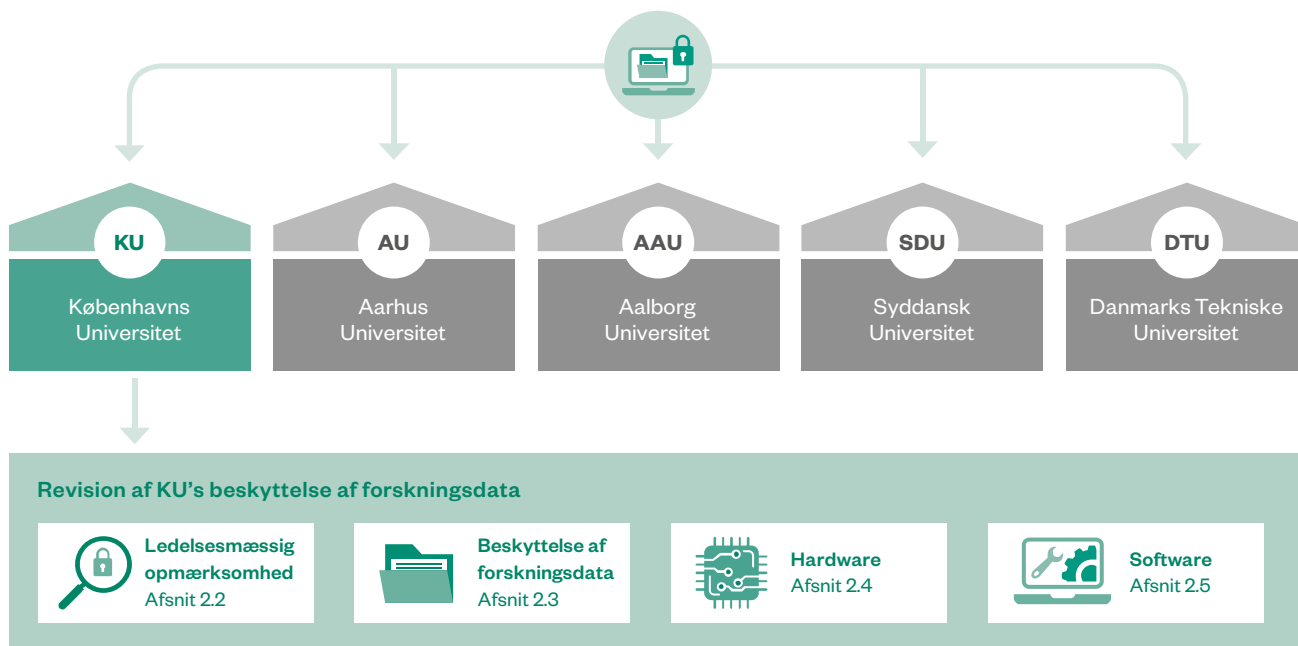 KU
AU
AAU
SDU
DTU
Københavns
Universitet
Aarhus
Universitet
Aalborg
Universitet
Syddansk
Universitet
Danmarks Tekniske
Universitet
Revision af KU’s beskyttelse af forskningsdata
Ledelsesmæssig
opmærksomhed
Afsnit 2.2
Beskyttelse af
forskningsdata
Afsnit 2.3
Hardware
Afsnit 2.4
Software
Afsnit 2.5